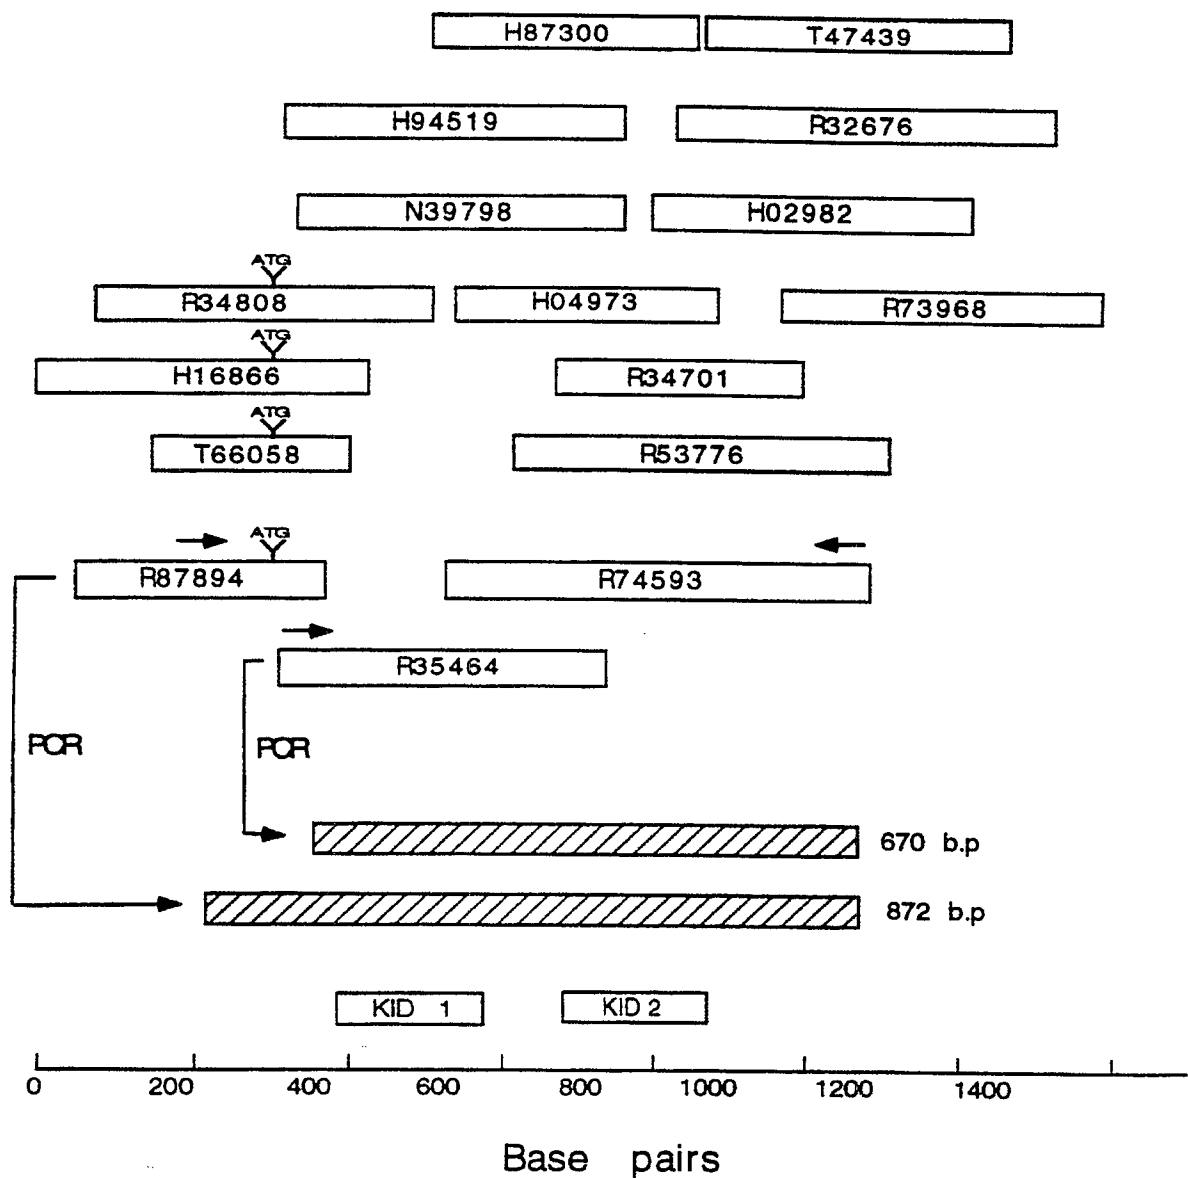 H87300 T47439
H94519 R32676
N39798 H02982
ATG
R34808 H04973 R73968
ATG
H16866 R34701
ATG
T66058 R53776
ATG
R87894 R74593
R35464
PCR PCR
670 b.p
872 b.p
KID 1 KID 2
0 200 400 600 800 1000 1200 1400
Base pairs